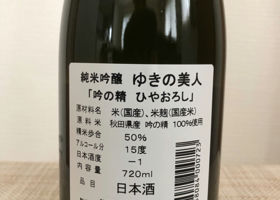 純米吟醸 ゆきの美人
「吟の精 ひやおろし」
原材料名 米(国産)、米麹(国産米)
原料米 秋田県産 吟の精 100%使用
精米歩合 50%
アルコール分 15度
日本酒度 −1
内容量 720ml
品目 日本酒